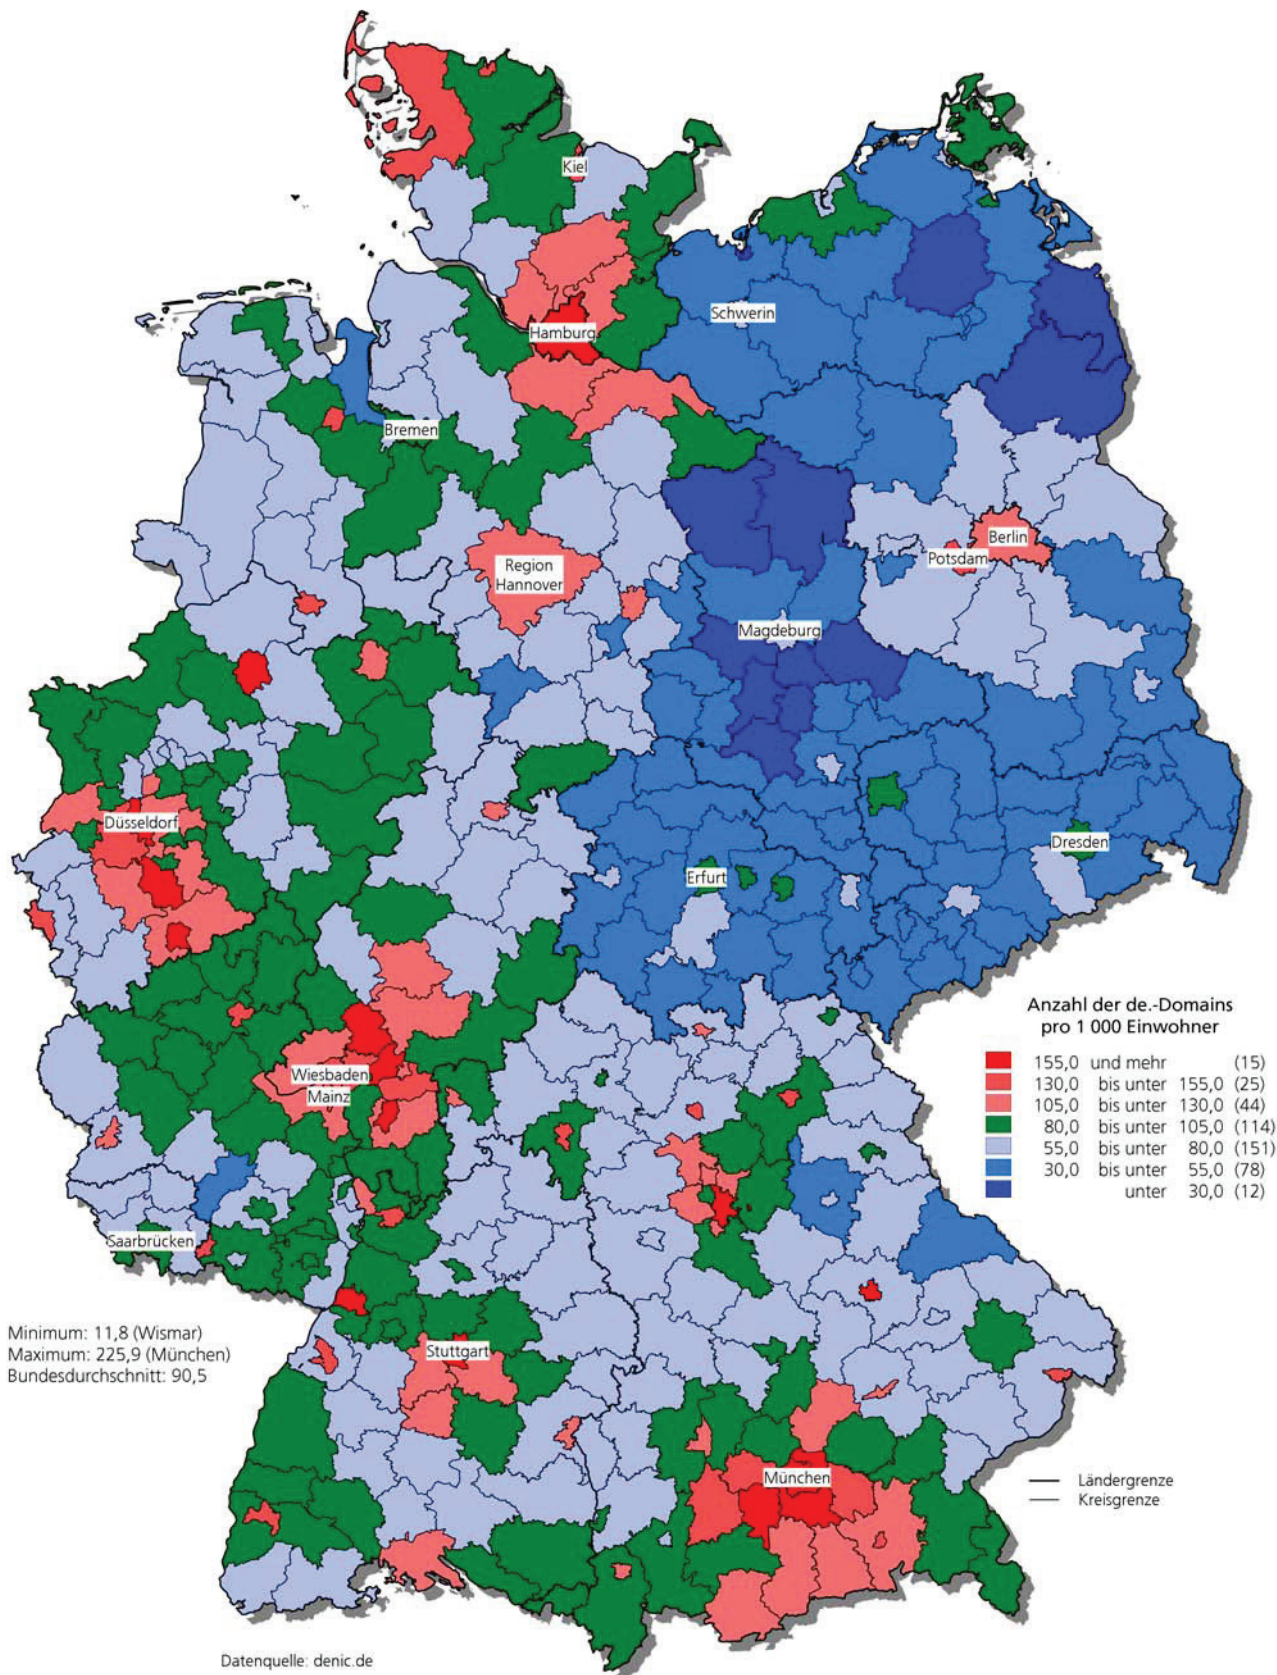 Kiel
Schwerin
Hamburg
Bremen
Berlin
Potsdam
Region
Hannover
Magdeburg
Düsseldorf
Dresden
Erfurt
Anzahl der de.-Domains
pro 1 000 Einwohner
155,0 und mehr (15)
130,0 bis unter 155,0 (25)
105,0 bis unter 130,0 (44)
80,0 bis unter 105,0 (114)
55,0 bis unter 80,0 (151)
30,0 bis unter 55,0 (78)
unter 30,0 (12)
Wiesbaden
Mainz
Saarbrücken
Minimum: 11,8 (Wismar)
Maximum: 225,9 (München)
Bundesdurchschnitt: 90,5
Stuttgart
München
Ländergrenze
Kreisgrenze
Datenquelle: denic.de